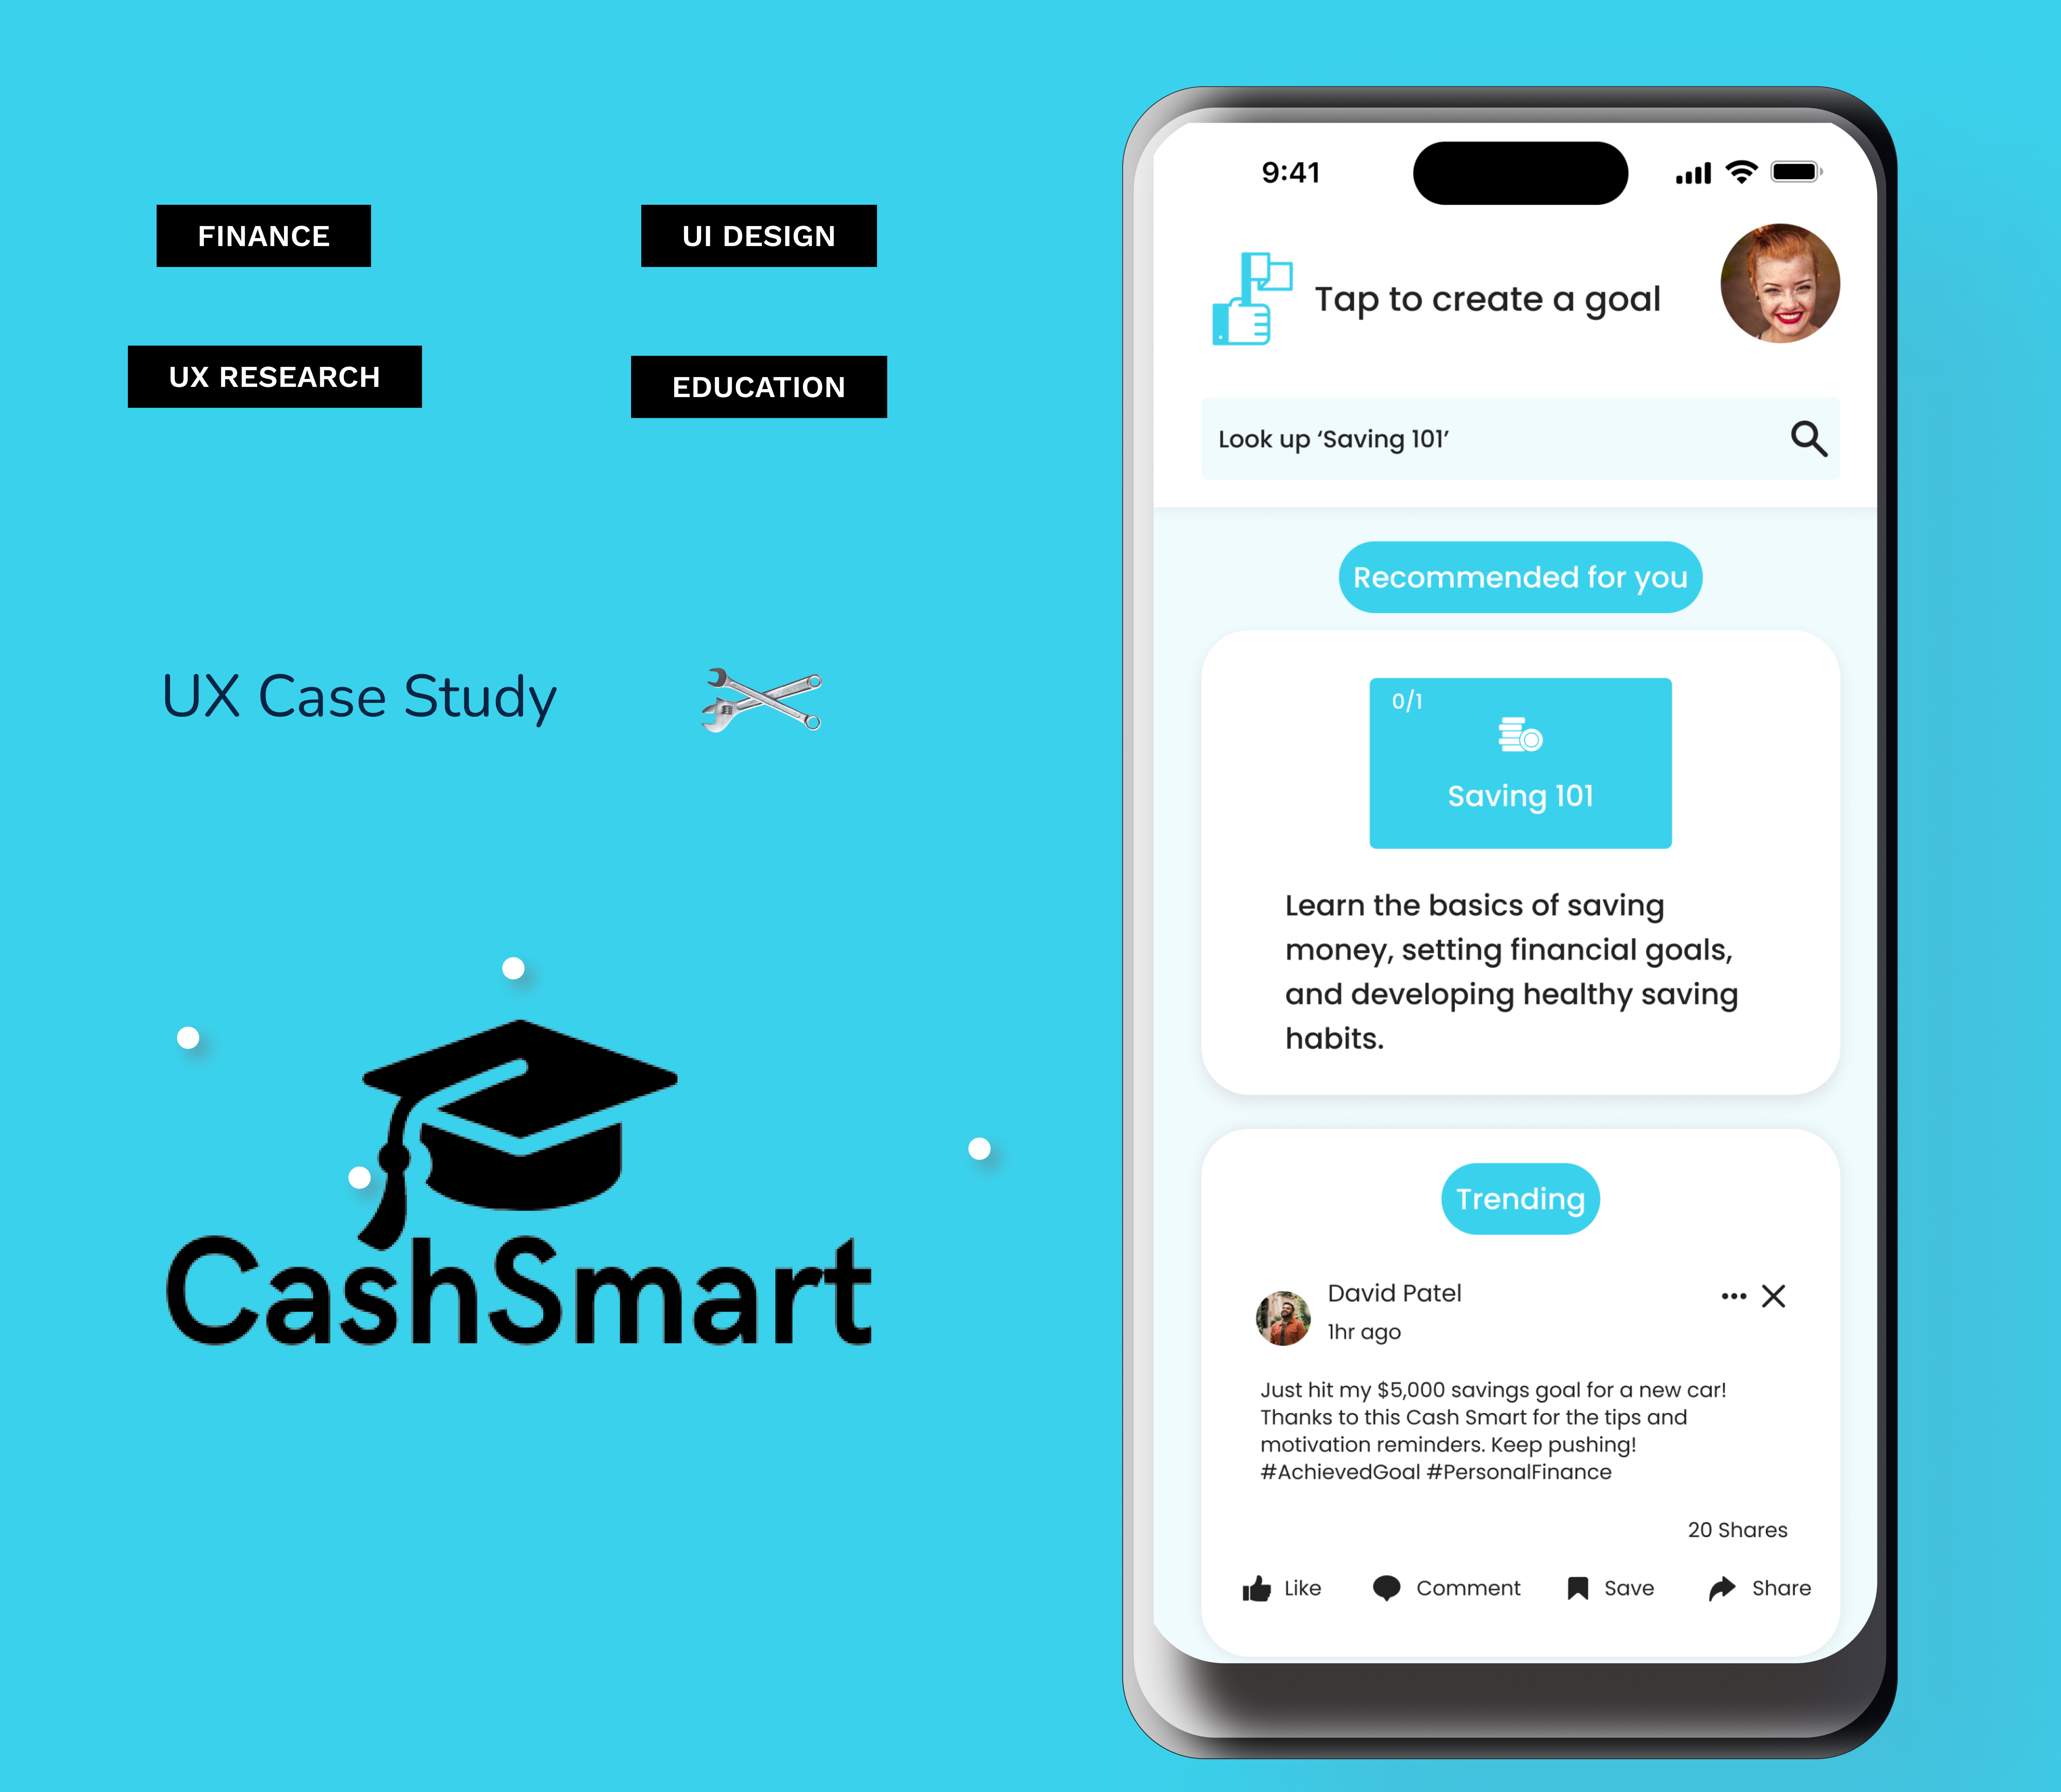 FINANCE
UI DESIGN
UX RESEARCH
EDUCATION
UX Case Study
CashSmart
9:41
Tap to create a goal
Look up ‘Saving 101’
Recommended for you
0/1
Saving 101
Learn the basics of saving
money, setting financial goals,
and developing healthy saving
habits.
Trending
David Patel
1hr ago
Just hit my $5,000 savings goal for a new car!
Thanks to this Cash Smart for the tips and
motivation reminders. Keep pushing!
#AchievedGoal #PersonalFinance
20 Shares
Like
Comment
Save
Share